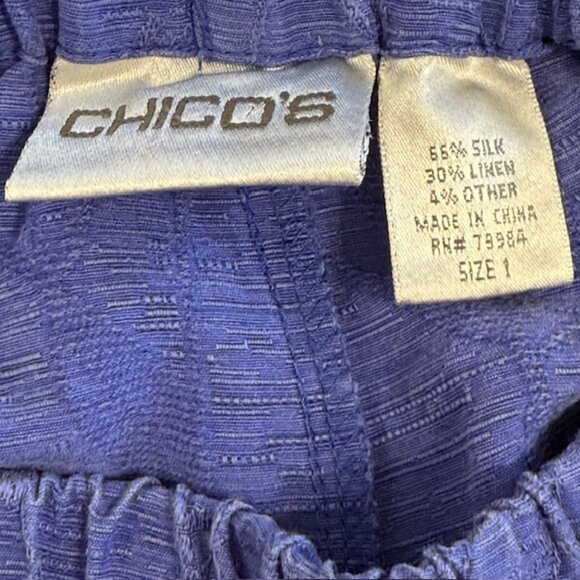 CHICO'S
66% SILK
30% LINEN
4% OTHER
MADE IN CHINA
RN# 79984
SIZE 1